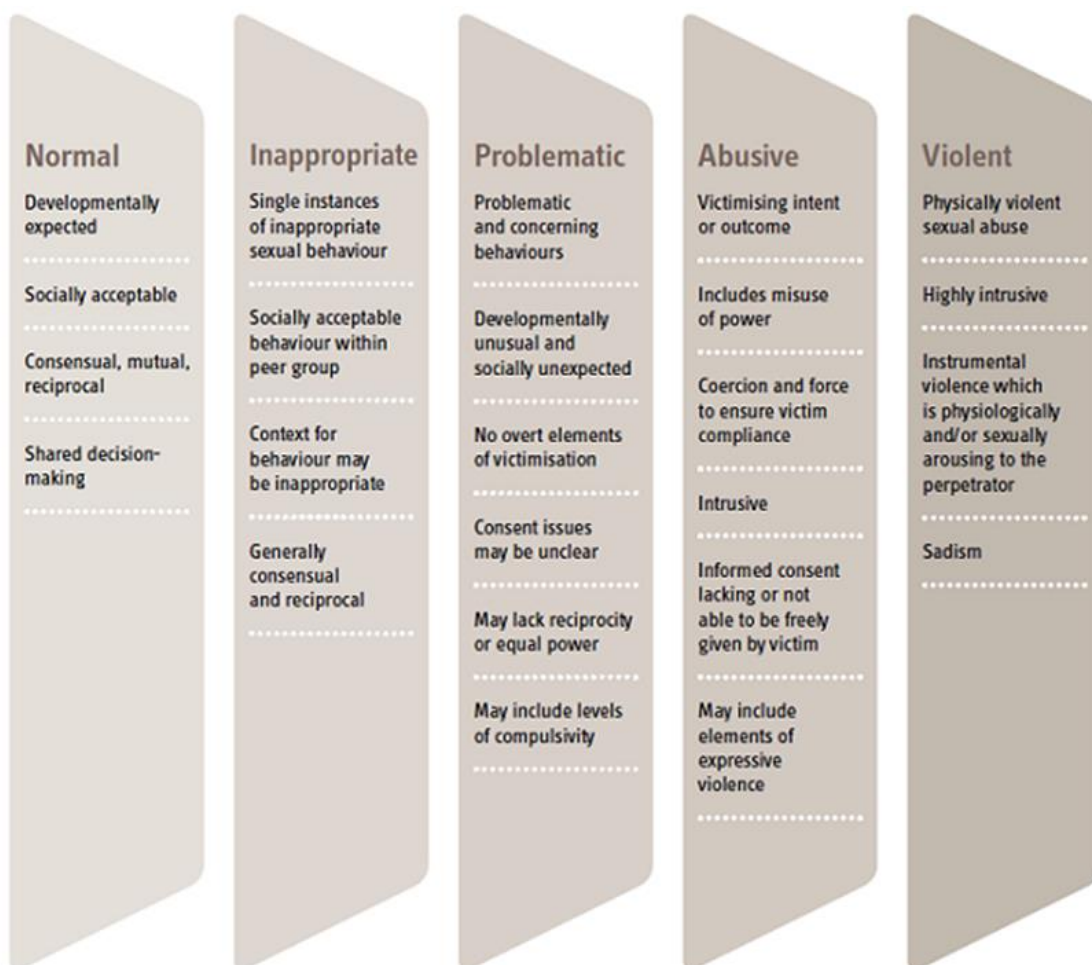 Normal
Developmentally
expected
Socially acceptable
Consensual, mutual,
reciprocal
Shared decision-
making
Inappropriate
Single instances
of inappropriate
sexual behaviour
Socially acceptable
behaviour within
peer group
Context for
behaviour may
be inappropriate
Generally
consensual
and reciprocal
Problematic
Problematic
and concerning
behaviours
Developmentally
unusual and
socially unexpected
No overt elements
of victimisation
Consent issues
may be unclear
May lack reciprocity
or equal power
May include levels
of compulsivity
Abusive
Victimising intent
or outcome
Includes misuse
of power
Coercion and force
to ensure victim
compliance
Intrusive
Informed consent
lacking or not
able to be freely
given by victim
May include
elements of
expressive
violence
Violent
Physically violent
sexual abuse
Highly intrusive
Instrumental
violence which
is physiologically
and/or sexually
arousing to the
perpetrator
Sadism